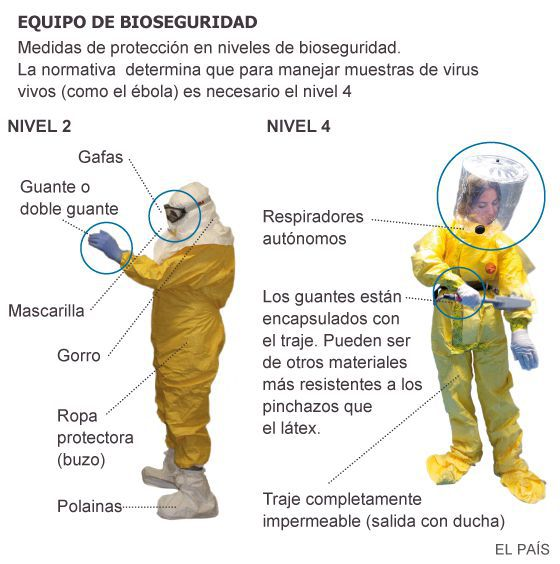 EQUIPO DE BIOSEGURIDAD
Medidas de protección en niveles de bioseguridad.
La normativa determina que para manejar muestras de virus
vivos (como el ébola) es necesario el nivel 4
NIVEL 2
Gafas
Guante o
doble guante
Mascarilla
Gorro
Ropa
protectora
(buzo)
Polainas
NIVEL 4
Respiradores
autónomos
Los guantes están
encapsulados con
el traje. Pueden ser
de otros materiales
más resistentes a los
pinchazos que
el látex.
Traje completamente
impermeable (salida con ducha)
EL PAÍS